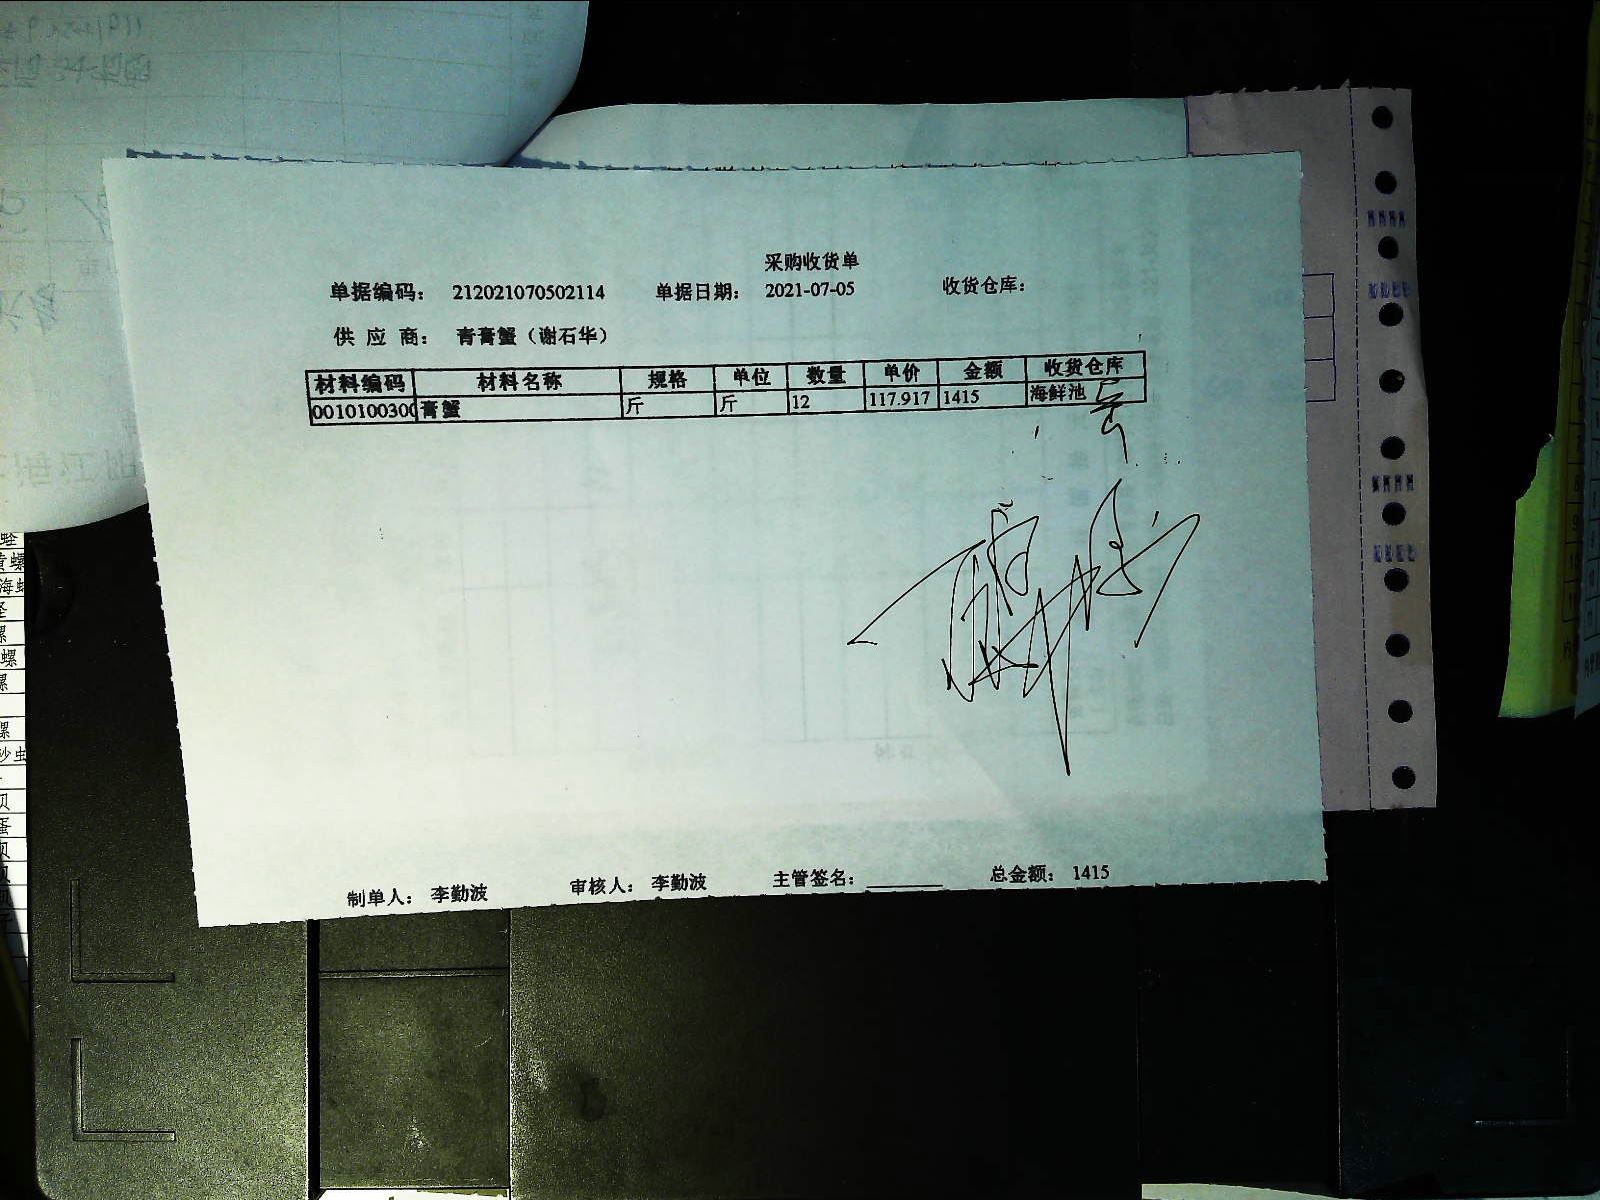 采购收货单
单据编码： 212021070502114 单据日期： 2021-07-05 收货仓库：
供 应 商： 青膏蟹（谢石华）
材料编码 材料名称 规格 单位 数量 单价 金额 收货仓库
0010100300 膏蟹 斤 斤 12 117.917 1415 海鲜池
制单人： 李勤波 审核人： 李勤波 主管签名：________ 总金额： 1415